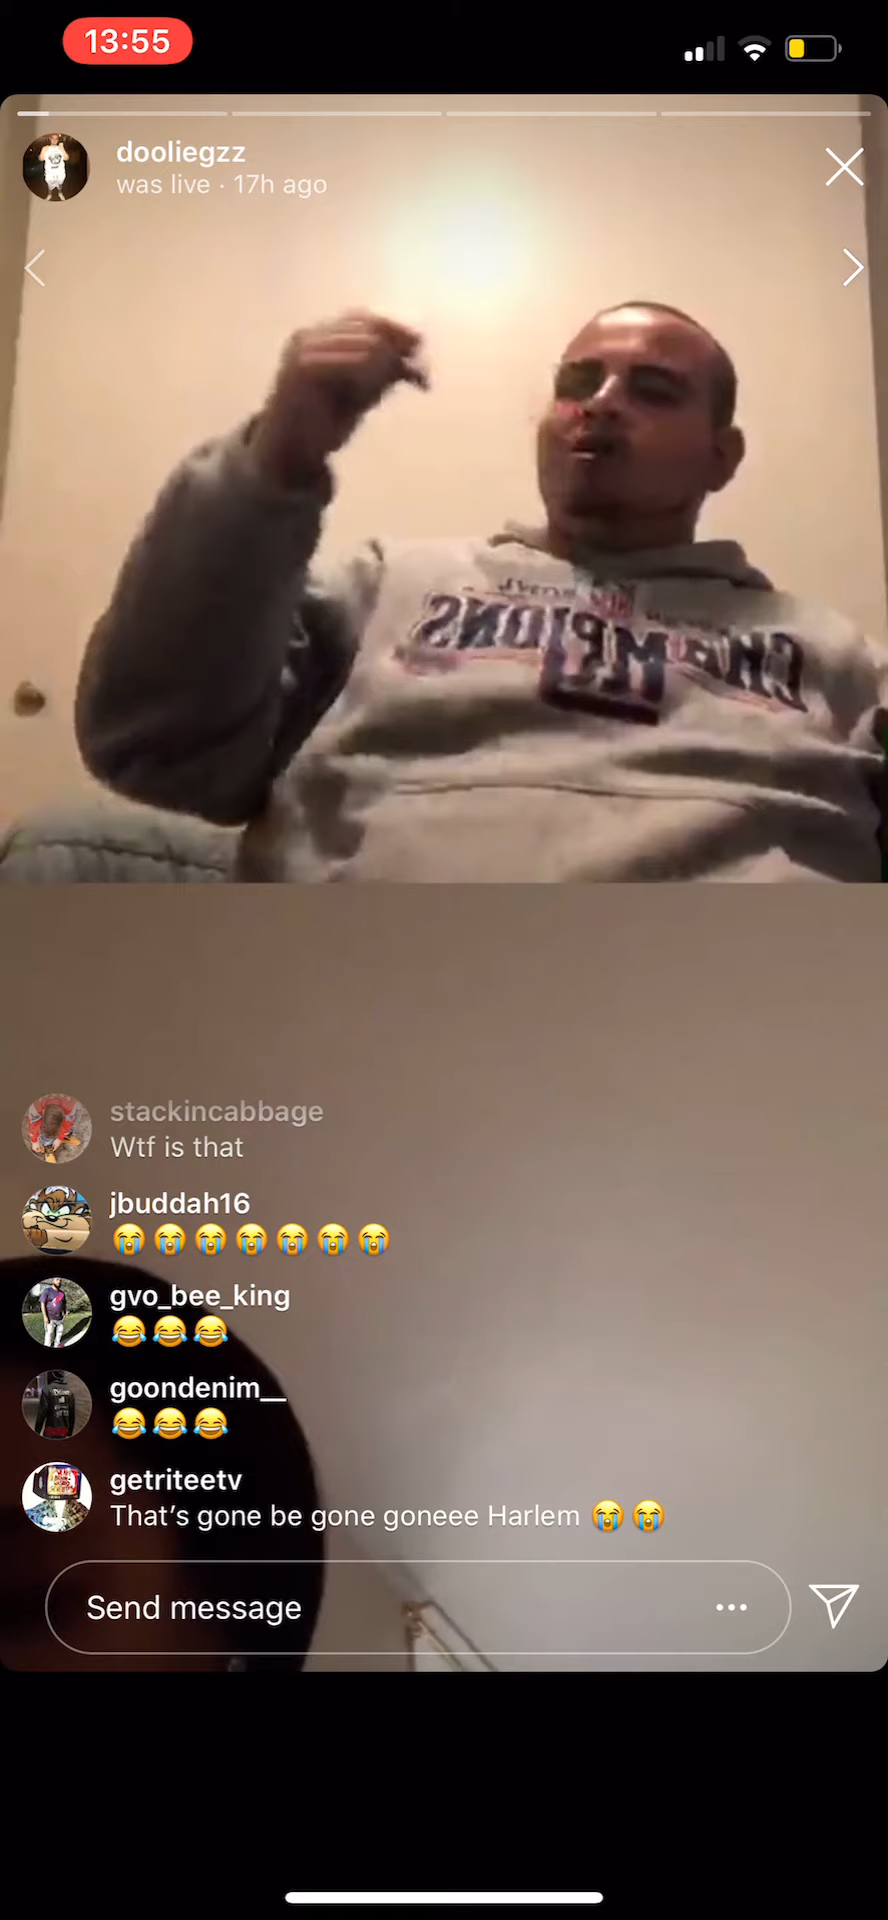 13:55
dooliegzz
was live · 17h ago
CHAMPIONS
stackincabbage
Wtf is that
jbuddah16
😭😭😭😭😭😭😭
gvo_bee_king
😂😂😂
goondenim__
😂😂😂
getriteetv
That's gone be gone goneee Harlem 😭😭
Send message